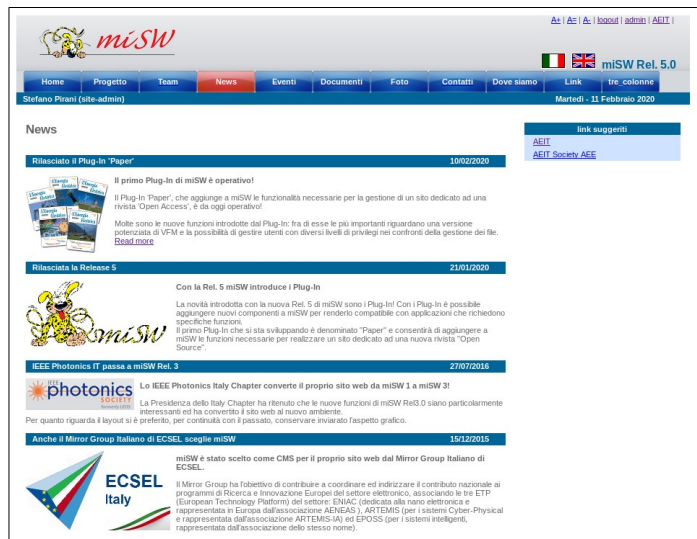 A+ | A= | A- | logout | admin | AEIT |
miSW
miSW Rel. 5.0
Home Progetto Team News Eventi Documenti Foto Contatti Dove siamo Link tre_colonne
Stefano Pirani (site-admin) Martedì - 11 Febbraio 2020
News
link suggeriti
AEIT
AEIT Society AEE
Rilasciato il Plug-In 'Paper' 10/02/2020
Il primo Plug-In di miSW è operativo!
Il Plug-In 'Paper', che aggiunge a miSW le funzionalità necessarie per la gestione di un sito dedicato ad una
rivista 'Open Access', è da oggi operativo!
Molte sono le nuove funzioni introdotte dal Plug-In: fra di esse le più importanti riguardano una versione
potenziata di VFM e la possibilità di gestire utenti con diversi livelli di privilegi nei confronti della gestione dei file.
Read more
Rilasciata la Release 5 21/01/2020
miSW
Con la Rel. 5 miSW introduce i Plug-In
La novità introdotta con la nuova Rel. 5 di miSW sono i Plug-In! Con i Plug-In è possibile
aggiungere nuovi componenti a miSW per renderlo compatibile con applicazioni che richiedono
specifiche funzioni.
Il primo Plug-In che si sta sviluppando è denominato "Paper" e consentirà di aggiungere a
miSW le funzioni necessarie per realizzare un sito dedicato ad una nuova rivista "Open
Source".
IEEE Photonics IT passa a miSW Rel. 3 27/07/2016
IEEE
photonics
SOCIETY
Lo IEEE Photonics Italy Chapter converte il proprio sito web da miSW 1 a miSW 3!
La Presidenza dello Italy Chapter ha ritenuto che le nuove funzioni di miSW Rel3.0 siano particolarmente
interessanti ed ha convertito il sito web al nuovo ambiente.
Per quanto riguarda il layout si è preferito, per continuità con il passato, conservare inviarato l'aspetto grafico.
Anche il Mirror Group Italiano di ECSEL sceglie miSW 15/12/2015
ECSEL
Italy
miSW è stato scelto come CMS per il proprio sito web dal Mirror Group Italiano di
ECSEL.
Il Mirror Group ha l'obiettivo di contribuire a coordinare ed indirizzare il contributo nazionale ai
programmi di Ricerca e Innovazione Europei del settore elettronico, associando le tre ETP
(European Technology Platform) del settore: ENIAC (dedicata alla nano elettronica e
rappresentata in Europa dall'associazione AENEAS ), ARTEMIS (per i sistemi Cyber-Physical
e rappresentata dall'associazione ARTEMIS-IA) ed EPOSS (per i sistemi intelligenti,
rappresentata dall'associazione dello stesso nome).